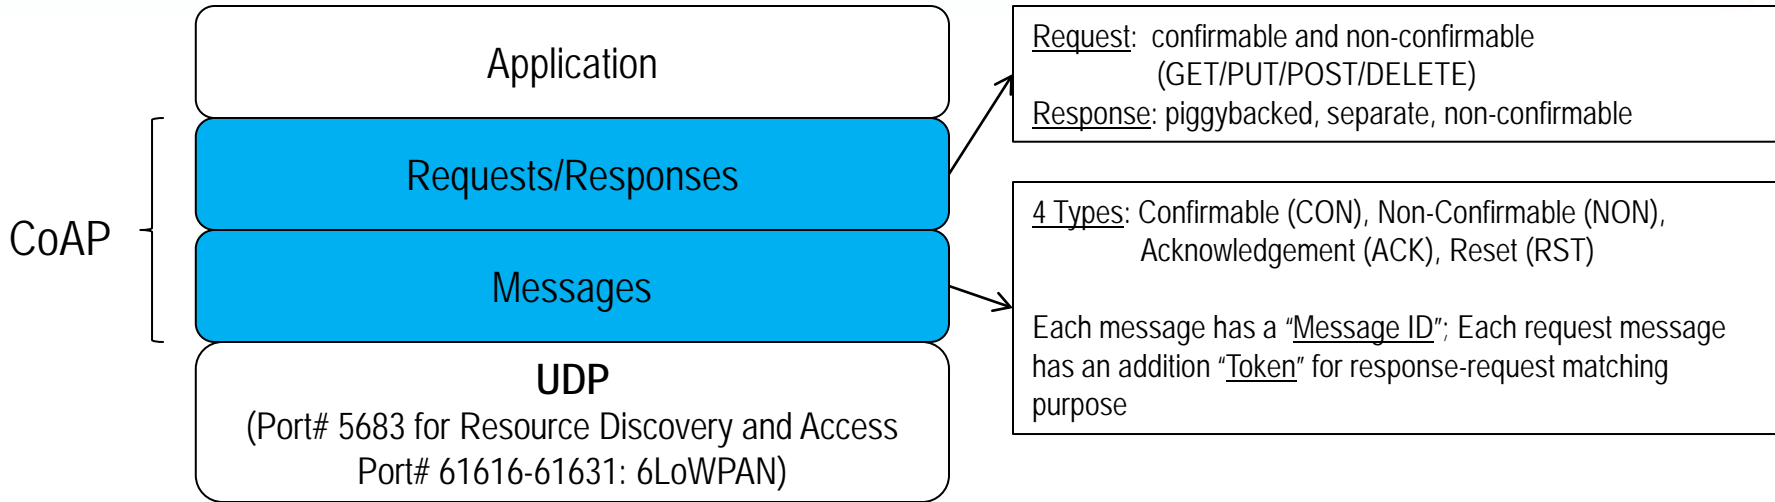 Application
Requests/Responses
CoAP
Messages
UDP
(Port# 5683 for Resource Discovery and Access
Port# 61616-61631: 6LoWPAN)
Request: confirmable and non-confirmable
(GET/PUT/POST/DELETE)
Response: piggybacked, separate, non-confirmable
4 Types: Confirmable (CON), Non-Confirmable (NON),
Acknowledgement (ACK), Reset (RST)
Each message has a “Message ID”; Each request message
has an addition “Token” for response-request matching
purpose